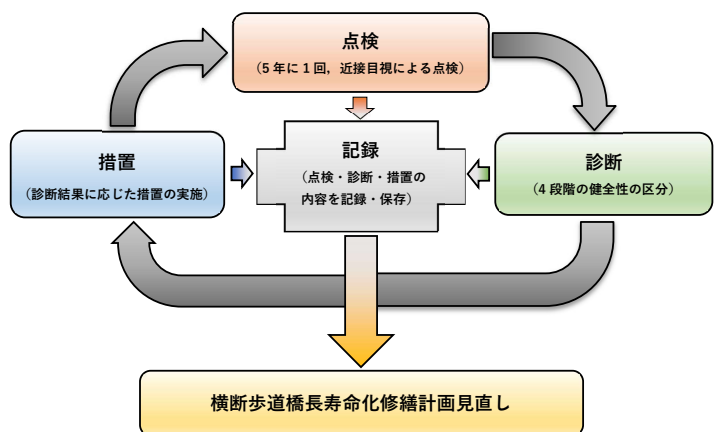 点検
（5年に1回，近接目視による点検）
措置
（診断結果に応じた措置の実施）
記録
（点検・診断・措置の
内容を記録・保存）
診断
（4段階の健全性の区分）
横断歩道橋長寿命化修繕計画見直し